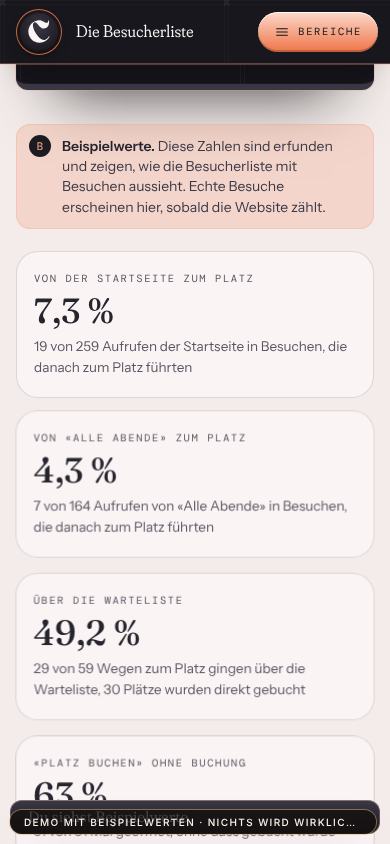 C
Die Besucherliste
BEREICHE
B
Beispielwerte. Diese Zahlen sind erfunden
und zeigen, wie die Besucherliste mit
Besuchen aussieht. Echte Besuche
erscheinen hier, sobald die Website zählt.
VON DER STARTSEITE ZUM PLATZ
7,3 %
19 von 259 Aufrufen der Startseite in Besuchen, die
danach zum Platz führten
VON «ALLE ABENDE» ZUM PLATZ
4,3 %
7 von 164 Aufrufen von «Alle Abende» in Besuchen,
die danach zum Platz führten
ÜBER DIE WARTELISTE
49,2 %
29 von 59 Wegen zum Platz gingen über die
Warteliste, 30 Plätze wurden direkt gebucht
«PLATZ BUCHEN» OHNE BUCHUNG
63 %
Du siehst Beispielwerte
DEMO MIT BEISPIELWERTEN · NICHTS WIRD WIRKLIC…